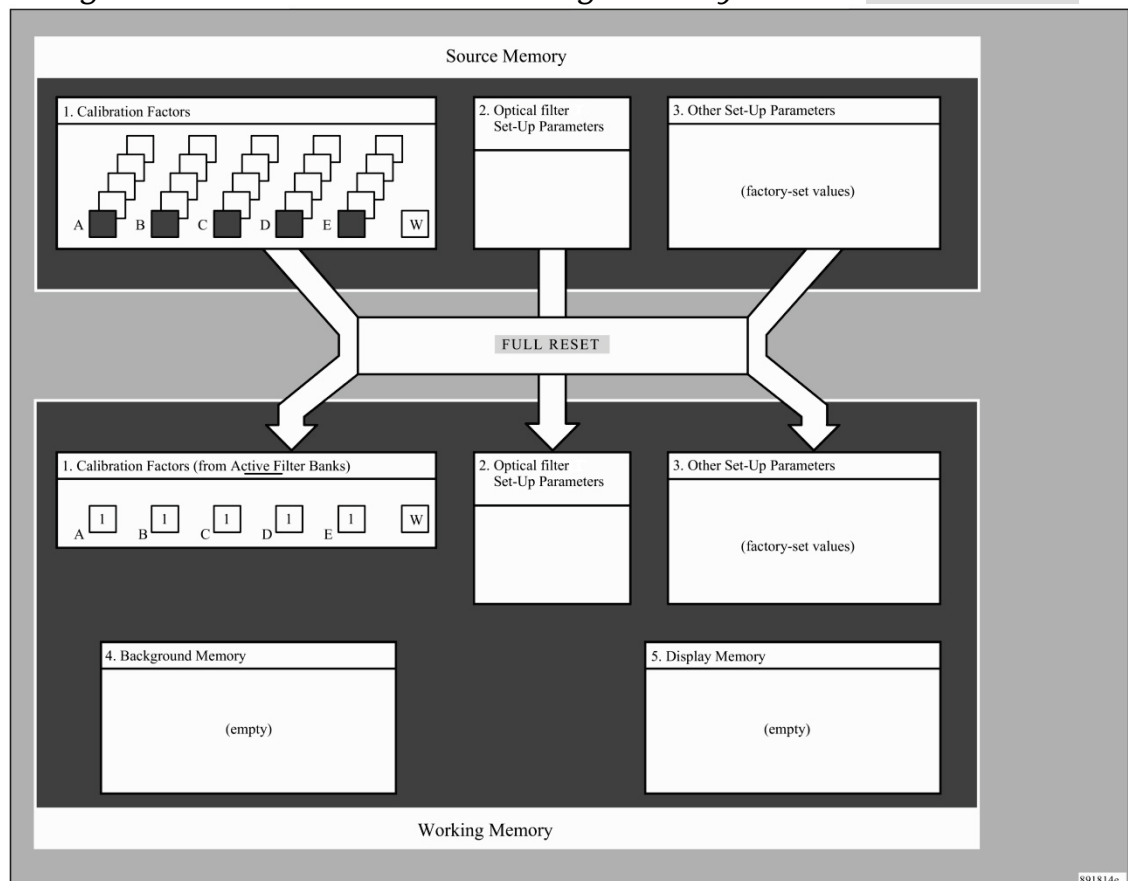 Source Memory
1. Calibration Factors
A B C D E W
2. Optical filter
Set-Up Parameters
3. Other Set-Up Parameters
(factory-set values)
FULL RESET
1. Calibration Factors (from Active Filter Banks)
A 1 B 1 C 1 D 1 E 1 W
2. Optical filter
Set-Up Parameters
3. Other Set-Up Parameters
(factory-set values)
4. Background Memory
(empty)
5. Display Memory
(empty)
Working Memory
891814e